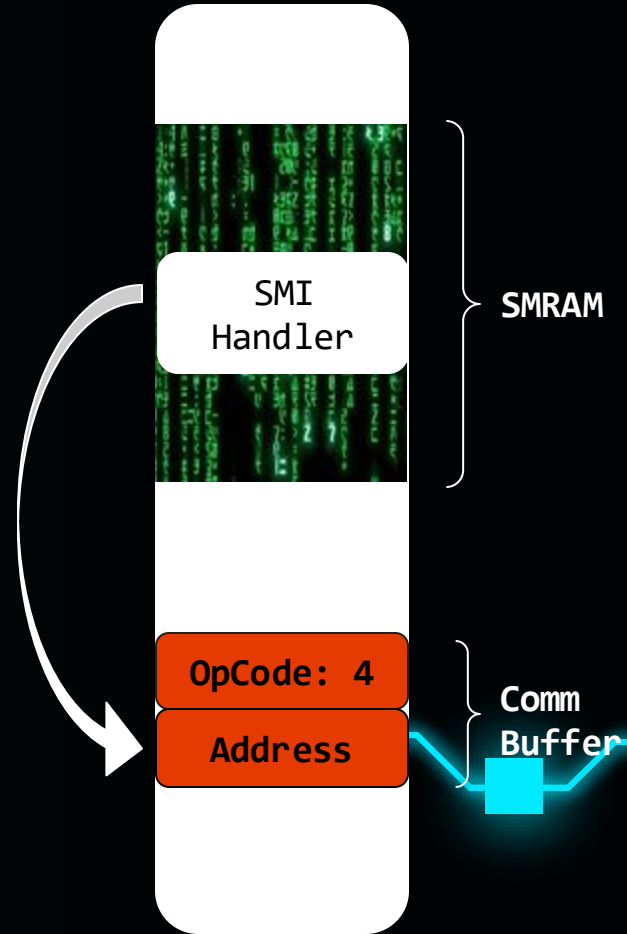 SMI
Handler
SMRAM
OpCode: 4
Address
Comm
Buffer